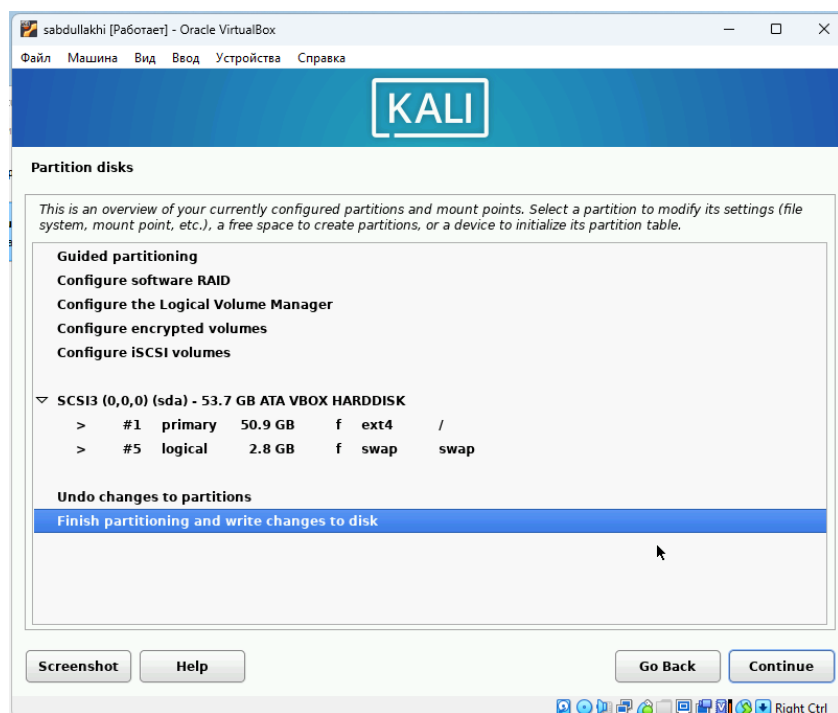 sabdullakhi [Работает] - Oracle VirtualBox
Файл Машина Вид Ввод Устройства Справка
KALI
Partition disks
This is an overview of your currently configured partitions and mount points. Select a partition to modify its settings (file
system, mount point, etc.), a free space to create partitions, or a device to initialize its partition table.
Guided partitioning
Configure software RAID
Configure the Logical Volume Manager
Configure encrypted volumes
Configure iSCSI volumes
SCSI3 (0,0,0) (sda) - 53.7 GB ATA VBOX HARDDISK
> #1 primary 50.9 GB f ext4 /
> #5 logical 2.8 GB f swap swap
Undo changes to partitions
Finish partitioning and write changes to disk
Screenshot Help Go Back Continue
Right Ctrl